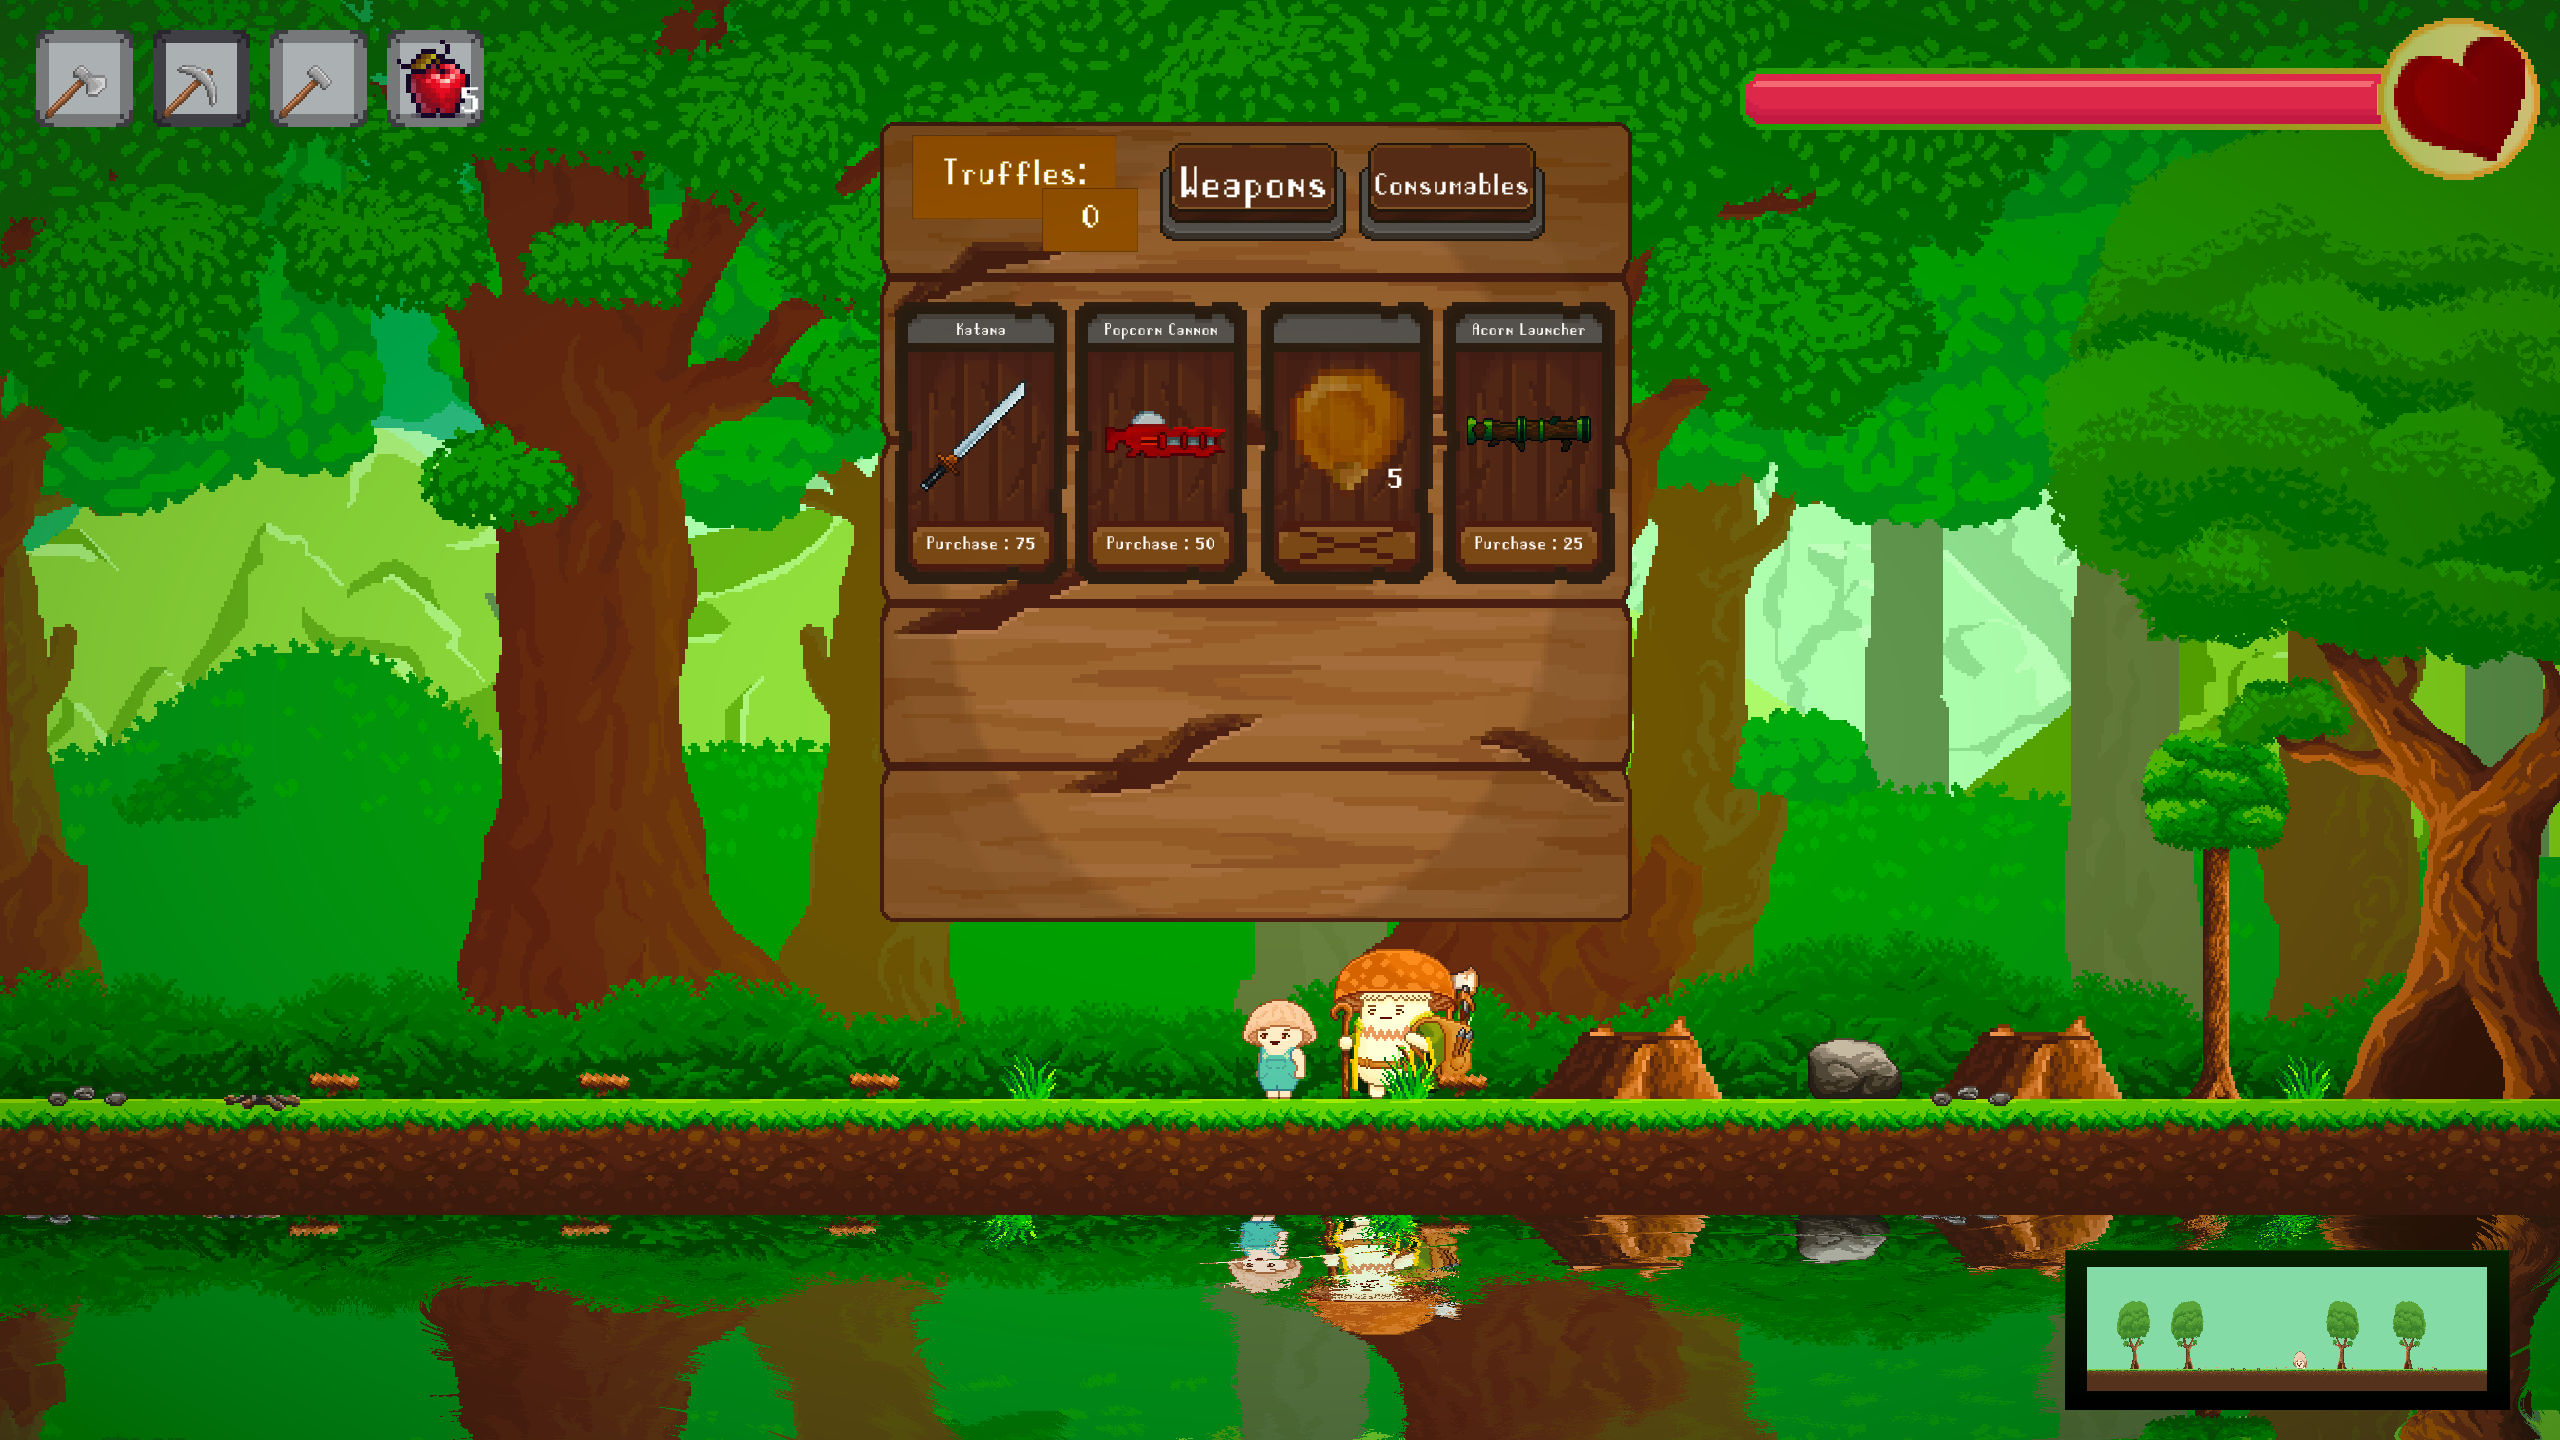 5
Truffles:
0
Weapons
Consumables
Katana
Popcorn Cannon
Acorn Launcher
5
Purchase : 75
Purchase : 50
Purchase : 25